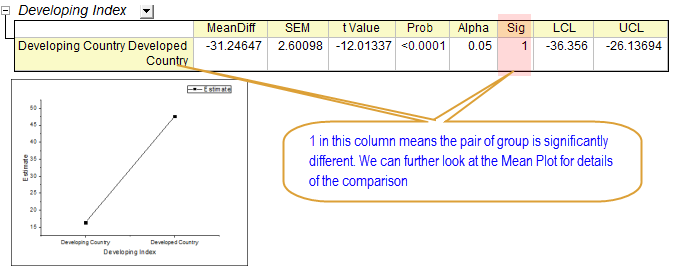 Developing Index
MeanDiff SEM t Value Prob Alpha Sig LCL UCL
Developing Country Developed Country -31.24647 2.60098 -12.01337 <0.0001 0.05 1 -36.356 -26.13694
1 in this column means the pair of group is significantly
different. We can further look at the Mean Plot for details
of the comparison
Estimate
50
45
40
35
30
25
20
15
Estimate
Developing Country Developed Country
Developing Index